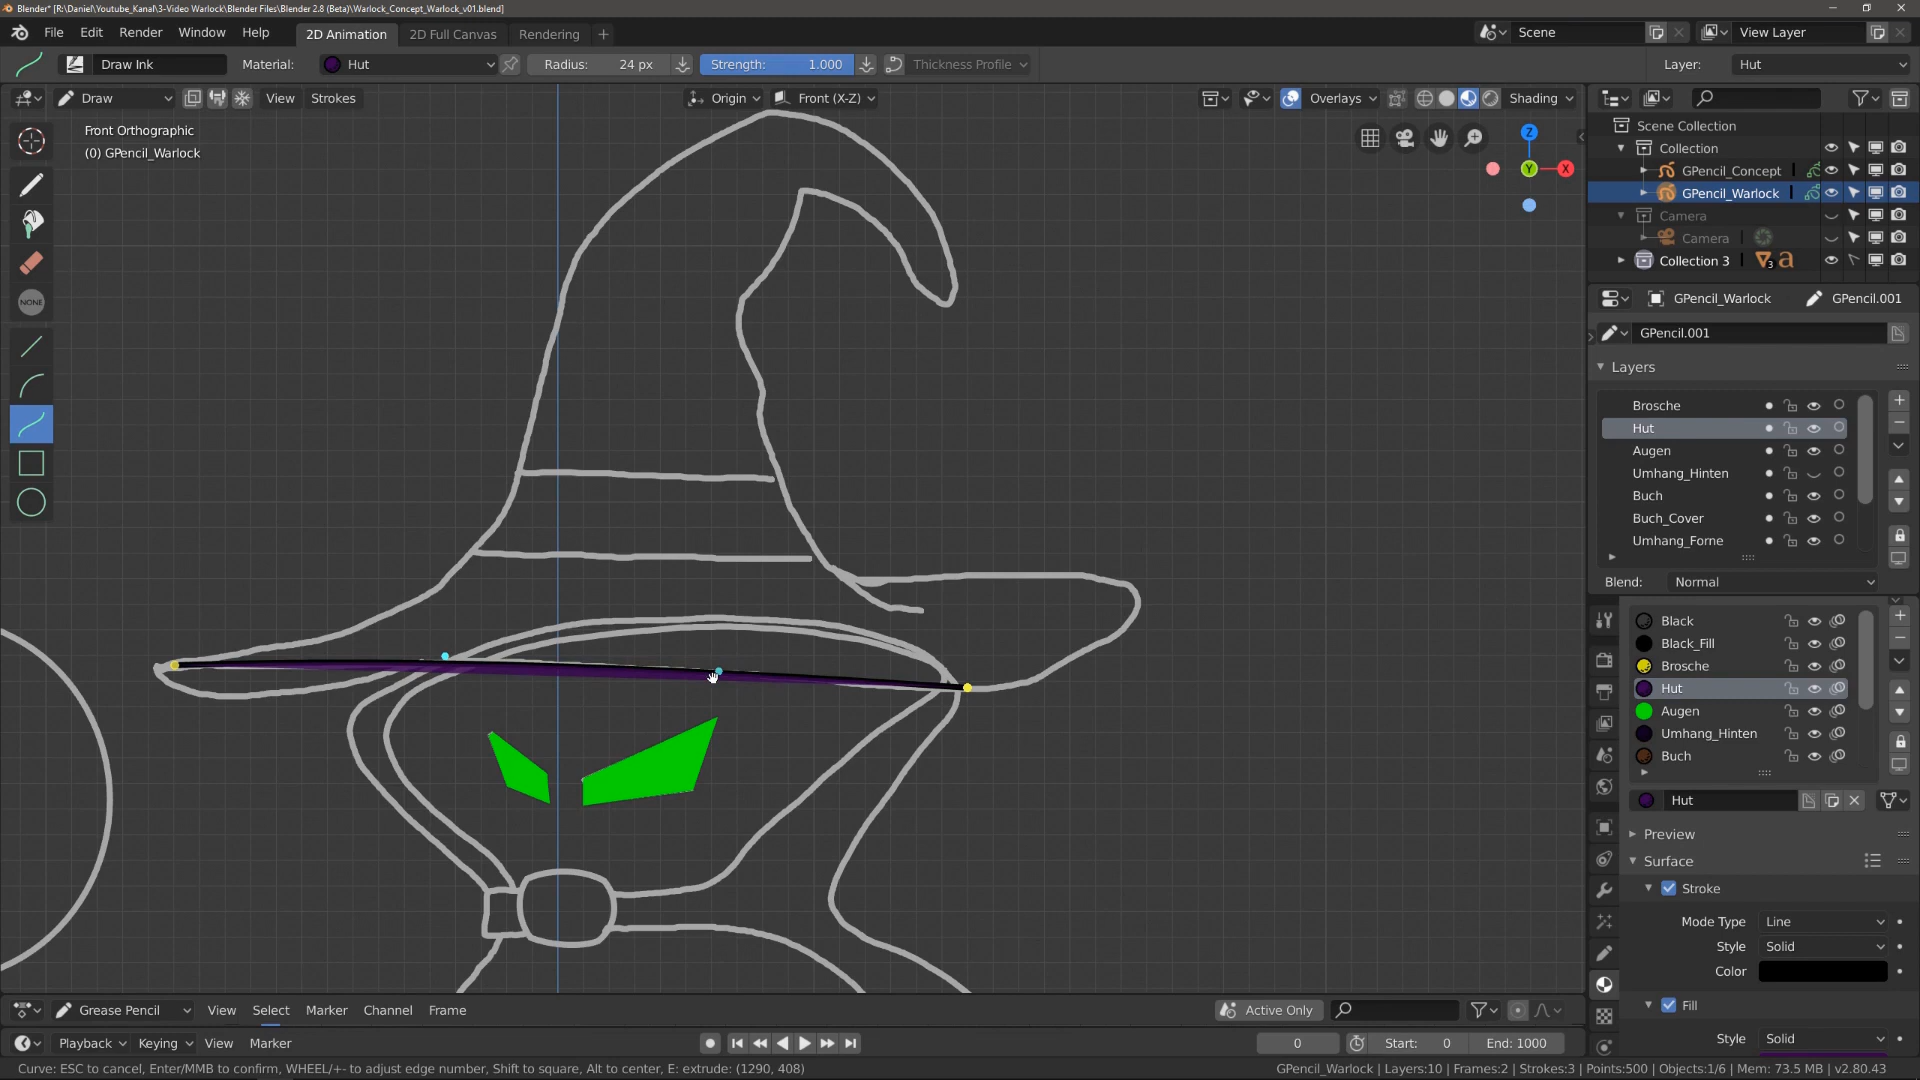 Blender* [R:\Daniel\Youtube_Kanal\3-Video Warlock\Blender Files\Blender 2.8 (Beta)\Warlock_Concept_Warlock_v01.blend]
File Edit Render Window Help 2D Animation 2D Full Canvas Rendering + Scene View Layer
Draw Ink Material: Hut Radius: 24 px Strength: 1.000 Thickness Profile Layer: Hut
Draw View Strokes Origin Front (X-Z) Overlays Shading
Front Orthographic
(0) GPencil_Warlock
Z
Y
X
NONE
Scene Collection
Collection
GPencil_Concept
GPencil_Warlock
Camera
Camera
Collection 3 3
GPencil_Warlock GPencil.001
GPencil.001
Layers
Brosche
Hut
Augen
Umhang_Hinten
Buch
Buch_Cover
Umhang_Forne
Blend: Normal
Black
Black_Fill
Brosche
Hut
Augen
Umhang_Hinten
Buch
Hut
Preview
Surface
Stroke
Mode Type Line
Style Solid
Color
Fill
Style Solid
Grease Pencil View Select Marker Channel Frame Active Only
Playback Keying View Marker 0 Start: 0 End: 1000
Curve: ESC to cancel, Enter/MMB to confirm, WHEEL/+- to adjust edge number, Shift to square, Alt to center, E: extrude: (1290, 408) GPencil_Warlock | Layers:10 | Frames:2 | Strokes:3 | Points:500 | Objects:1/6 | Mem: 73.5 MB | v2.80.43